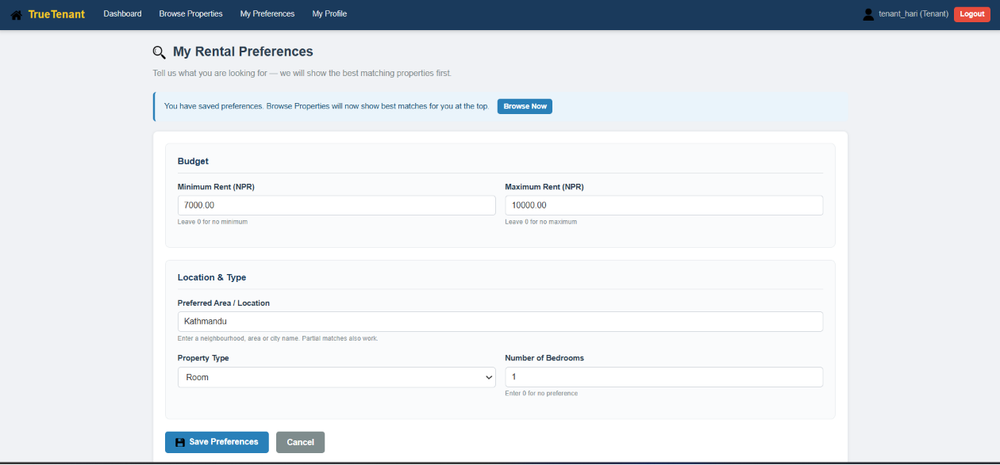 TrueTenant Dashboard Browse Properties My Preferences My Profile tenant_hari (Tenant) Logout
My Rental Preferences
Tell us what you are looking for — we will show the best matching properties first.
You have saved preferences. Browse Properties will now show best matches for you at the top. Browse Now
Budget
Minimum Rent (NPR) Maximum Rent (NPR)
7000.00 10000.00
Leave 0 for no minimum Leave 0 for no maximum
Location & Type
Preferred Area / Location
Kathmandu
Enter a neighbourhood, area or city name. Partial matches also work.
Property Type Number of Bedrooms
Room 1
Enter 0 for no preference
Save Preferences Cancel